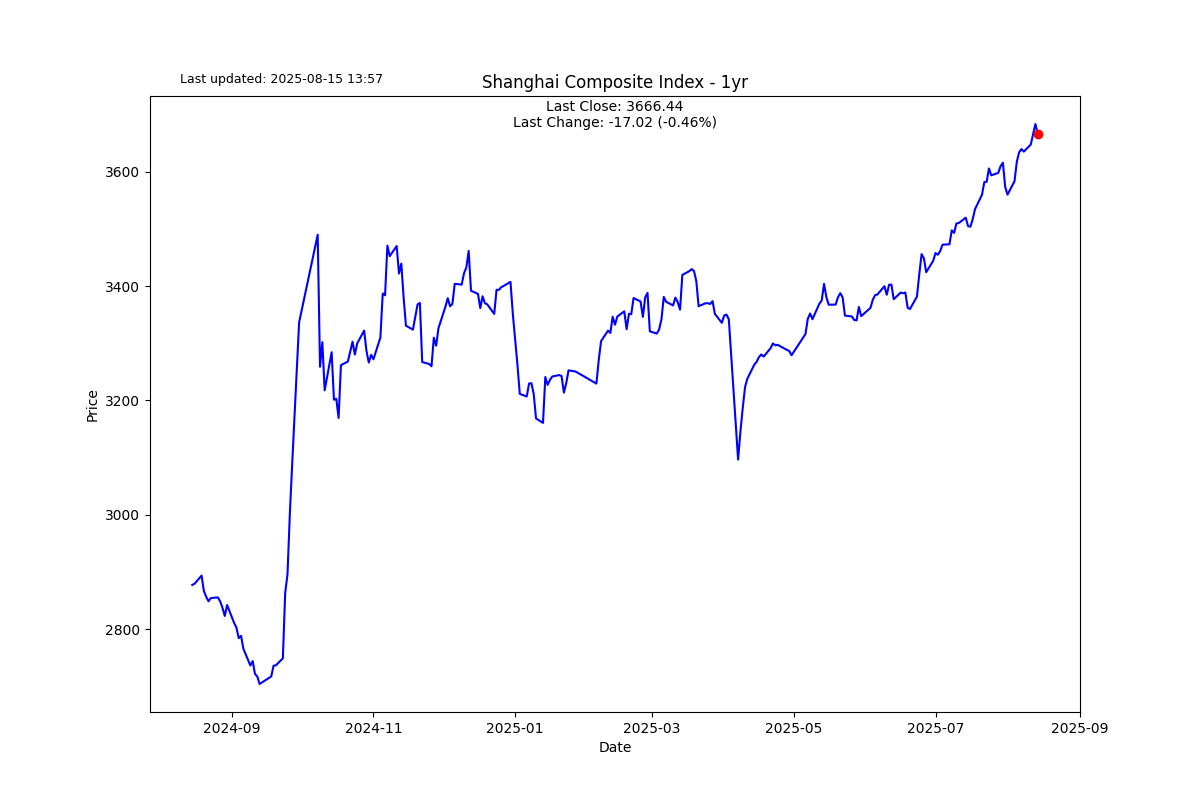 Last updated: 2025-08-15 13:57
Shanghai Composite Index - 1yr
Last Close: 3666.44
Last Change: -17.02 (-0.46%)
3600
3400
3200
3000
2800
Price
2024-09
2024-11
2025-01
2025-03
2025-05
2025-07
2025-09
Date